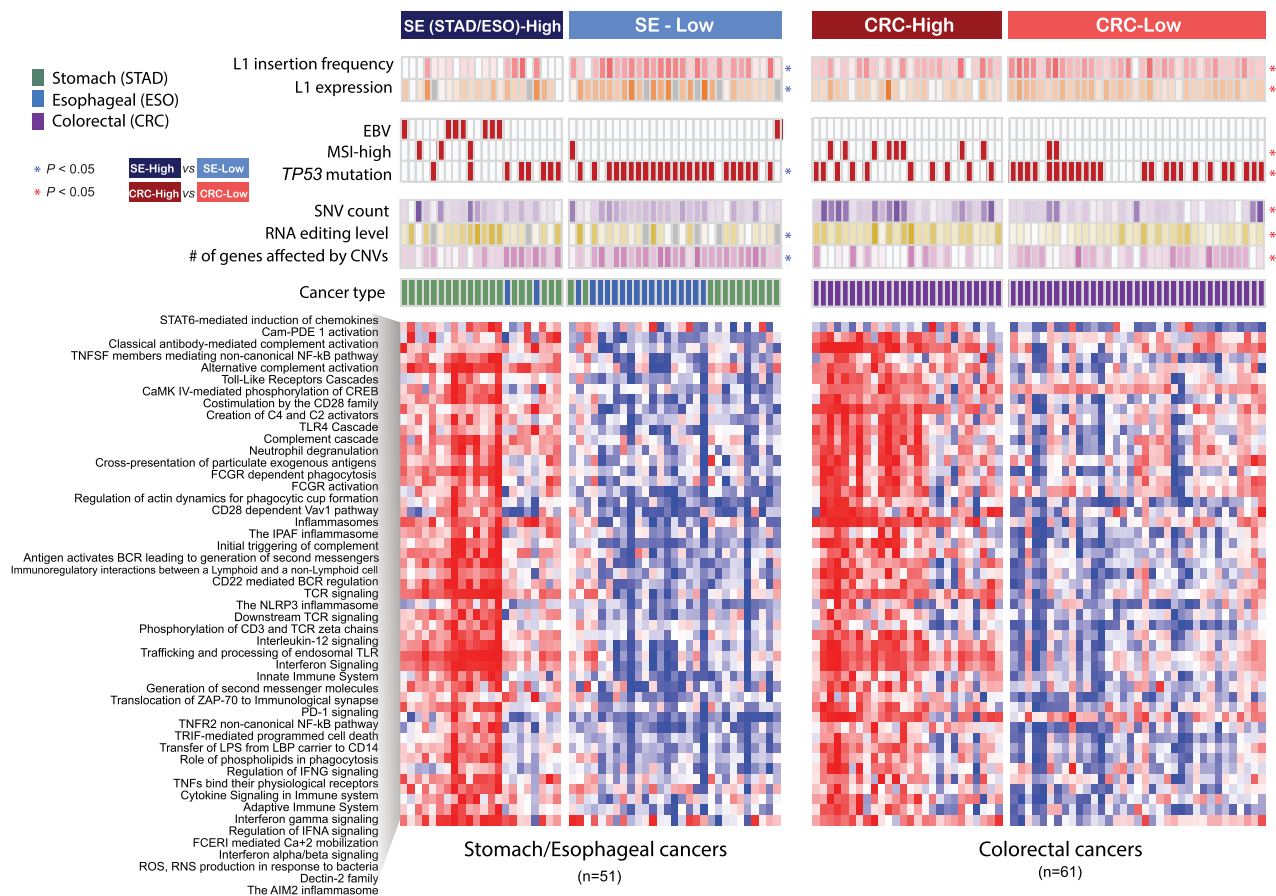 SE (STAD/ESO)-High
SE - Low
CRC-High
CRC-Low
Stomach (STAD)
Esophageal (ESO)
Colorectal (CRC)
* P < 0.05 SE-High vs SE-Low
* P < 0.05 CRC-High vs CRC-Low
L1 insertion frequency *
*
L1 expression *
*
EBV
MSI-high *
TP53 mutation *
*
SNV count *
RNA editing level *
*
# of genes affected by CNVs *
*
Cancer type
STAT6-mediated induction of chemokines
Cam-PDE 1 activation
Classical antibody-mediated complement activation
TNFSF members mediating non-canonical NF-kB pathway
Alternative complement activation
Toll-Like Receptors Cascades
CaMK IV-mediated phosphorylation of CREB
Costimulation by the CD28 family
Creation of C4 and C2 activators
TLR4 Cascade
Complement cascade
Neutrophil degranulation
Cross-presentation of particulate exogenous antigens
FCGR dependent phagocytosis
FCGR activation
Regulation of actin dynamics for phagocytic cup formation
CD28 dependent Vav1 pathway
Inflammasomes
The IPAF inflammasome
Initial triggering of complement
Antigen activates BCR leading to generation of second messengers
Immunoregulatory interactions between a Lymphoid and a non-Lymphoid cell
CD22 mediated BCR regulation
TCR signaling
The NLRP3 inflammasome
Downstream TCR signaling
Phosphorylation of CD3 and TCR zeta chains
Interleukin-12 signaling
Trafficking and processing of endosomal TLR
Interferon Signaling
Innate Immune System
Generation of second messenger molecules
Translocation of ZAP-70 to Immunological synapse
PD-1 signaling
TNFR2 non-canonical NF-kB pathway
TRIF-mediated programmed cell death
Transfer of LPS from LBP carrier to CD14
Role of phospholipids in phagocytosis
Regulation of IFNG signaling
TNFs bind their physiological receptors
Cytokine Signaling in Immune system
Adaptive Immune System
Interferon gamma signaling
Regulation of IFNA signaling
FCERI mediated Ca+2 mobilization
Interferon alpha/beta signaling
ROS, RNS production in response to bacteria
Dectin-2 family
The AIM2 inflammasome
Stomach/Esophageal cancers
(n=51)
Colorectal cancers
(n=61)